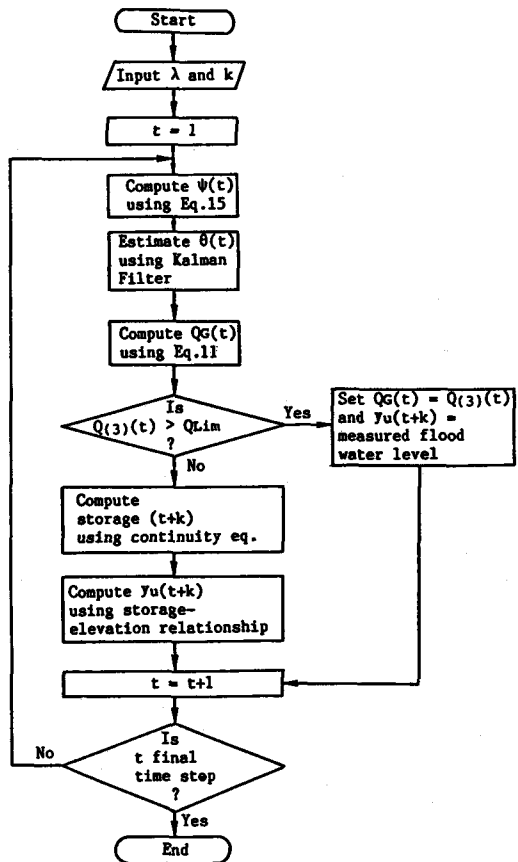 Start
Input λ and k
t = 1
Compute ψ(t)
using Eq.15
Estimate θ(t)
using Kalman
Filter
Compute QG(t)
using Eq.11
Is
Q(3)(t) > QLim
?
Yes
Set QG(t) = Q(3)(t)
and yu(t+k) =
measured flood
water level
No
Compute
storage (t+k)
using continuity eq.
Compute yu(t+k)
using storage-
elevation relationship
t = t+1
Is
t final
time step
?
No
Yes
End